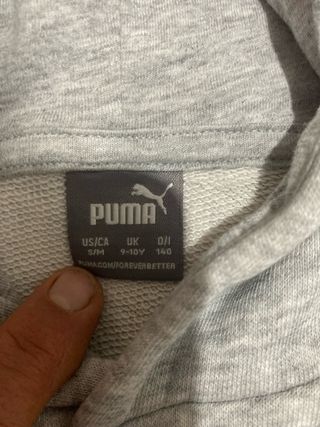 PUMA
US/CA UK D/I
S/M 9-10Y 140
PUMA.COM/FOREVERBETTER